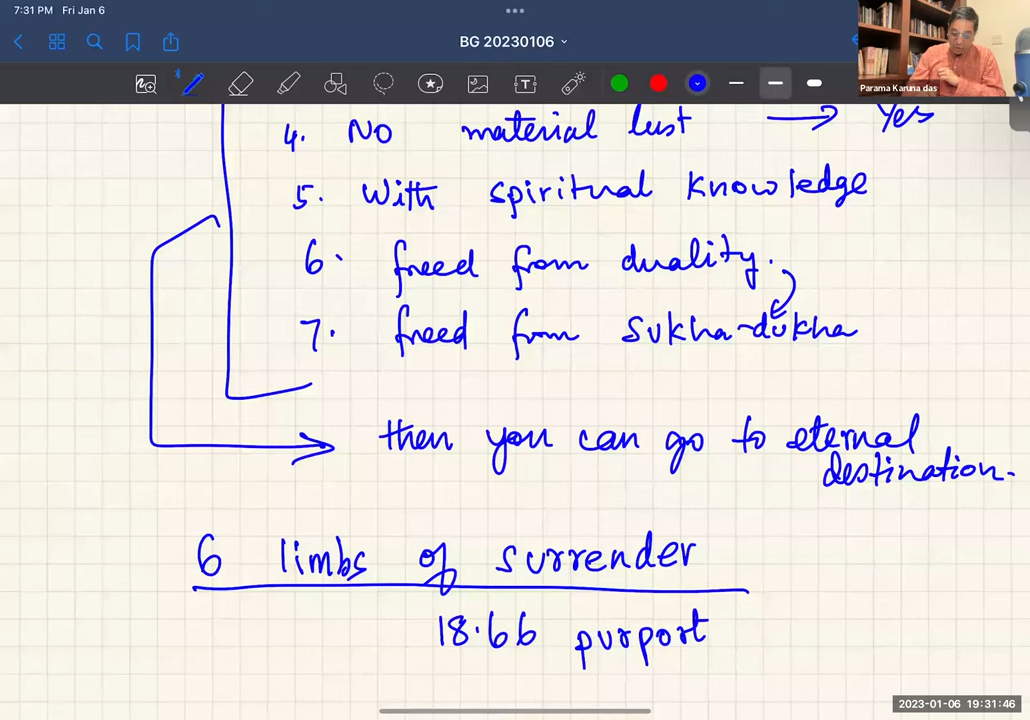 7:31 PM Fri Jan 6
BG 20230106
Parama Karuna das
4. No material lust → Yes
5. With spiritual knowledge
6. freed from duality.
7. freed from Sukha-dukha
then you can go to eternal
destination.
6 limbs of surrender
18.66 purport
2023-01-06 19:31:46